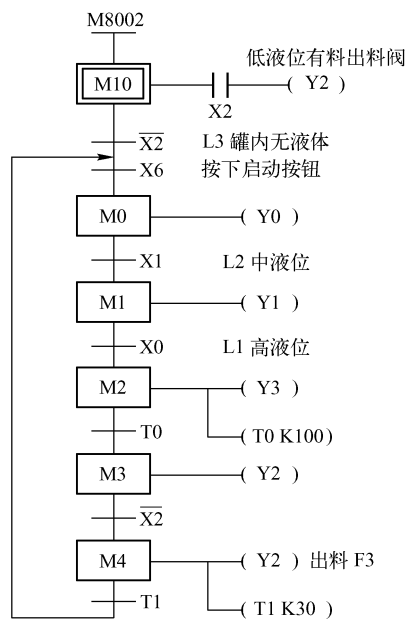 M8002
低液位有料出料阀
M10
X2
( Y2 )
X2
L3 罐内无液体
X6
按下启动按钮
M0
( Y0 )
X1
L2 中液位
M1
( Y1 )
X0
L1 高液位
M2
( Y3 )
T0
( T0 K100 )
M3
( Y2 )
X2
M4
( Y2 ) 出料 F3
T1
( T1 K30 )